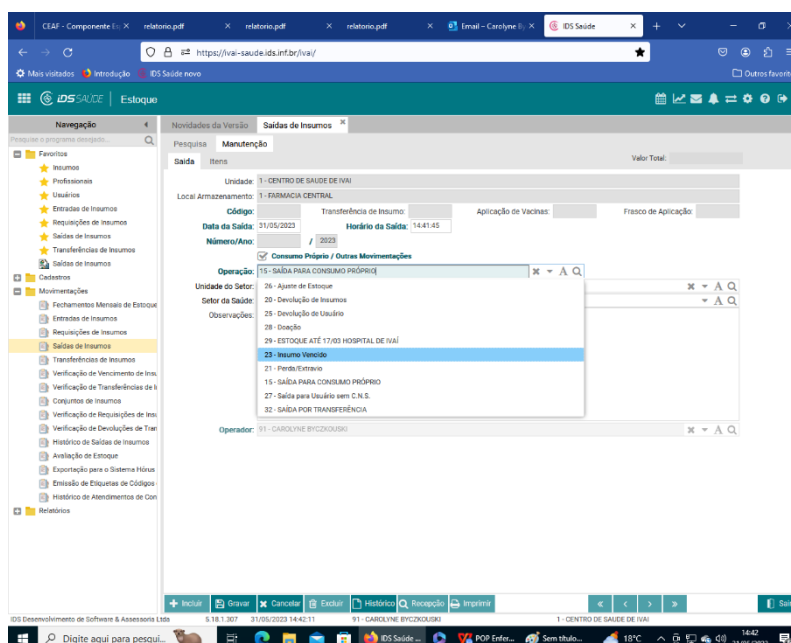 CEAF - Componente Es
relatorio.pdf
relatorio.pdf
relatorio.pdf
Email – Carolyne By
IDS Saúde
https://ivai-saude.ids.inf.br/ivai/
Mais visitados
Introdução
IDS Saúde novo
Outros favorit
IDS SAÚDE | Estoque
Navegação
Pesquise o programa desejado...
Favoritos
Insumos
Profissionais
Usuários
Entradas de Insumos
Requisições de Insumos
Saídas de Insumos
Transferências de Insumos
Saídas de Insumos
Cadastros
Movimentações
Fechamentos Mensais de Estoque
Entradas de Insumos
Requisições de Insumos
Saídas de Insumos
Transferências de Insumos
Verificação de Vencimento de Insu
Verificação de Transferências de I
Conjuntos de Insumos
Verificação de Requisições de Insu
Verificação de Devoluções de Tran
Histórico de Saídas de Insumos
Avaliação de Estoque
Exportação para o Sistema Hórus
Emissão de Etiquetas de Códigos
Histórico de Atendimentos de Con
Relatórios
Novidades da Versão
Saídas de Insumos
Pesquisa
Manutenção
Saída
Itens
Valor Total:
Unidade: 1 - CENTRO DE SAUDE DE IVAI
Local Armazenamento: 1 - FARMACIA CENTRAL
Código: Transferência de Insumo: Aplicação de Vacinas: Frasco de Aplicação:
Data da Saída: 31/05/2023 Horário da Saída: 14:41:45
Número/Ano: / 2023
Consumo Próprio / Outras Movimentações
Operação: 15 - SAÍDA PARA CONSUMO PRÓPRIO
Unidade do Setor:
Setor da Saúde:
Observações:
26 - Ajuste de Estoque
20 - Devolução de Insumos
25 - Devolução de Usuário
28 - Doação
29 - ESTOQUE ATÉ 17/03 HOSPITAL DE IVAÍ
23 - Insumo Vencido
21 - Perda/Extravio
15 - SAÍDA PARA CONSUMO PRÓPRIO
27 - Saída para Usuário sem C.N.S.
32 - SAÍDA POR TRANSFERÊNCIA
Operador: 91 - CAROLYNE BYCZKOUSKI
Incluir
Gravar
Cancelar
Excluir
Histórico
Recepção
Imprimir
Sair
IDS Desenvolvimento de Software & Assessoria Ltda 5.18.1.307 31/05/2023 14:42:11 91 - CAROLYNE BYCZKOUSKI 1 - CENTRO DE SAUDE DE IVAI
Digite aqui para pesqui...
IDS Saúde ...
POP Enfer...
Sem título...
18°C
14:42
31/05/2023